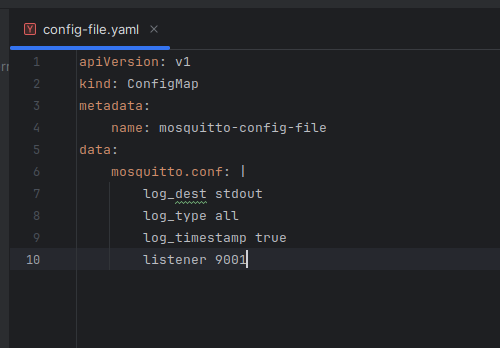 config-file.yaml
1 apiVersion: v1
2 kind: ConfigMap
3 metadata:
4     name: mosquitto-config-file
5 data:
6     mosquitto.conf: |
7         log_dest stdout
8         log_type all
9         log_timestamp true
10         listener 9001